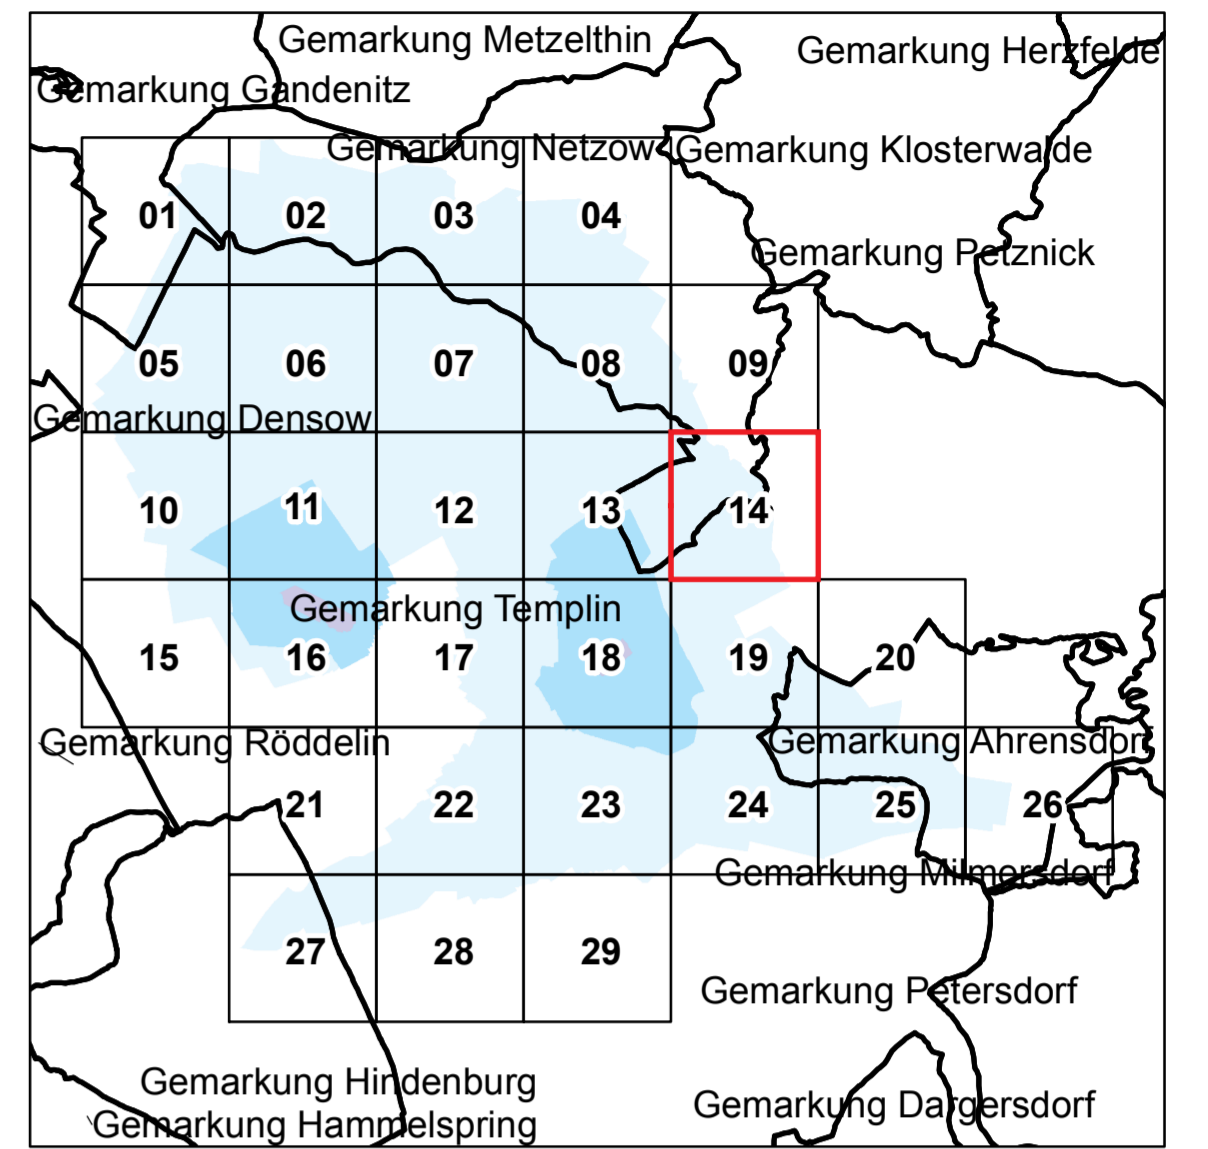 Gemarkung Metzelthin
Gemarkung Herzfelde
Gemarkung Gandenitz
Gemarkung Netzow
Gemarkung Klosterwalde
01 02 03 04
Gemarkung Petznick
05 06 07 08 09
Gemarkung Densow
10 11 12 13 14
Gemarkung Templin
15 16 17 18 19 20
Gemarkung Röddelin
Gemarkung Ahrensdorf
21 22 23 24 25 26
Gemarkung Milmersdorf
27 28 29
Gemarkung Petersdorf
Gemarkung Hindenburg
Gemarkung Dargersdorf
Gemarkung Hammelspring